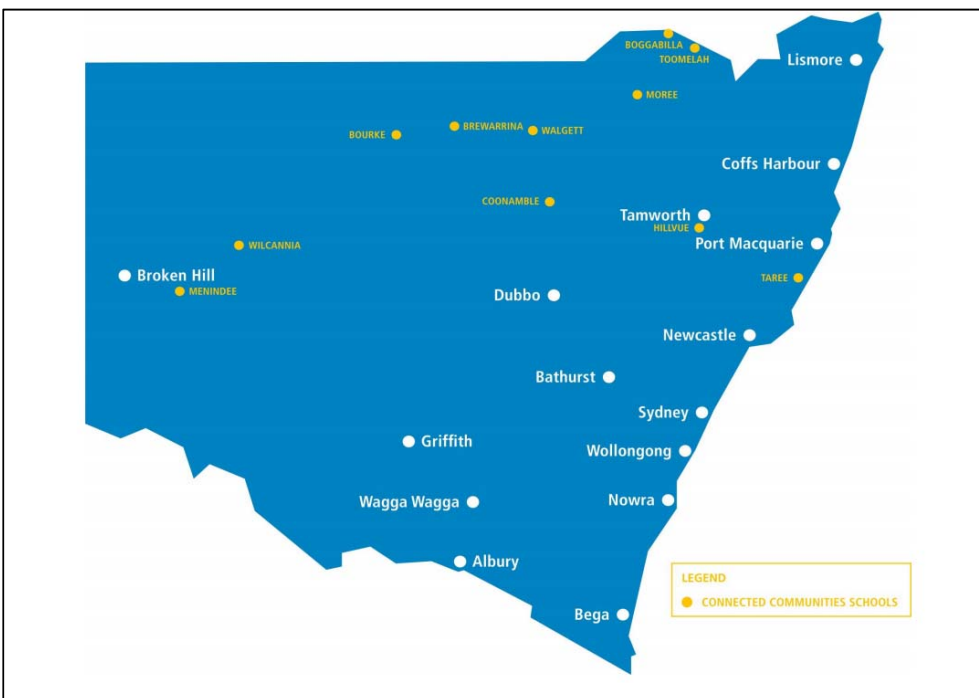 BOGGABILLA
TOOMELAH
Lismore
MOREE
BOURKE
BREWARRINA
WALGETT
Coffs Harbour
COONAMBLE
Tamworth
HILLVUE
Port Macquarie
WILCANNIA
Broken Hill
MENINDEE
TAREE
Dubbo
Newcastle
Bathurst
Sydney
Griffith
Wollongong
Wagga Wagga
Nowra
Albury
LEGEND
CONNECTED COMMUNITIES SCHOOLS
Bega